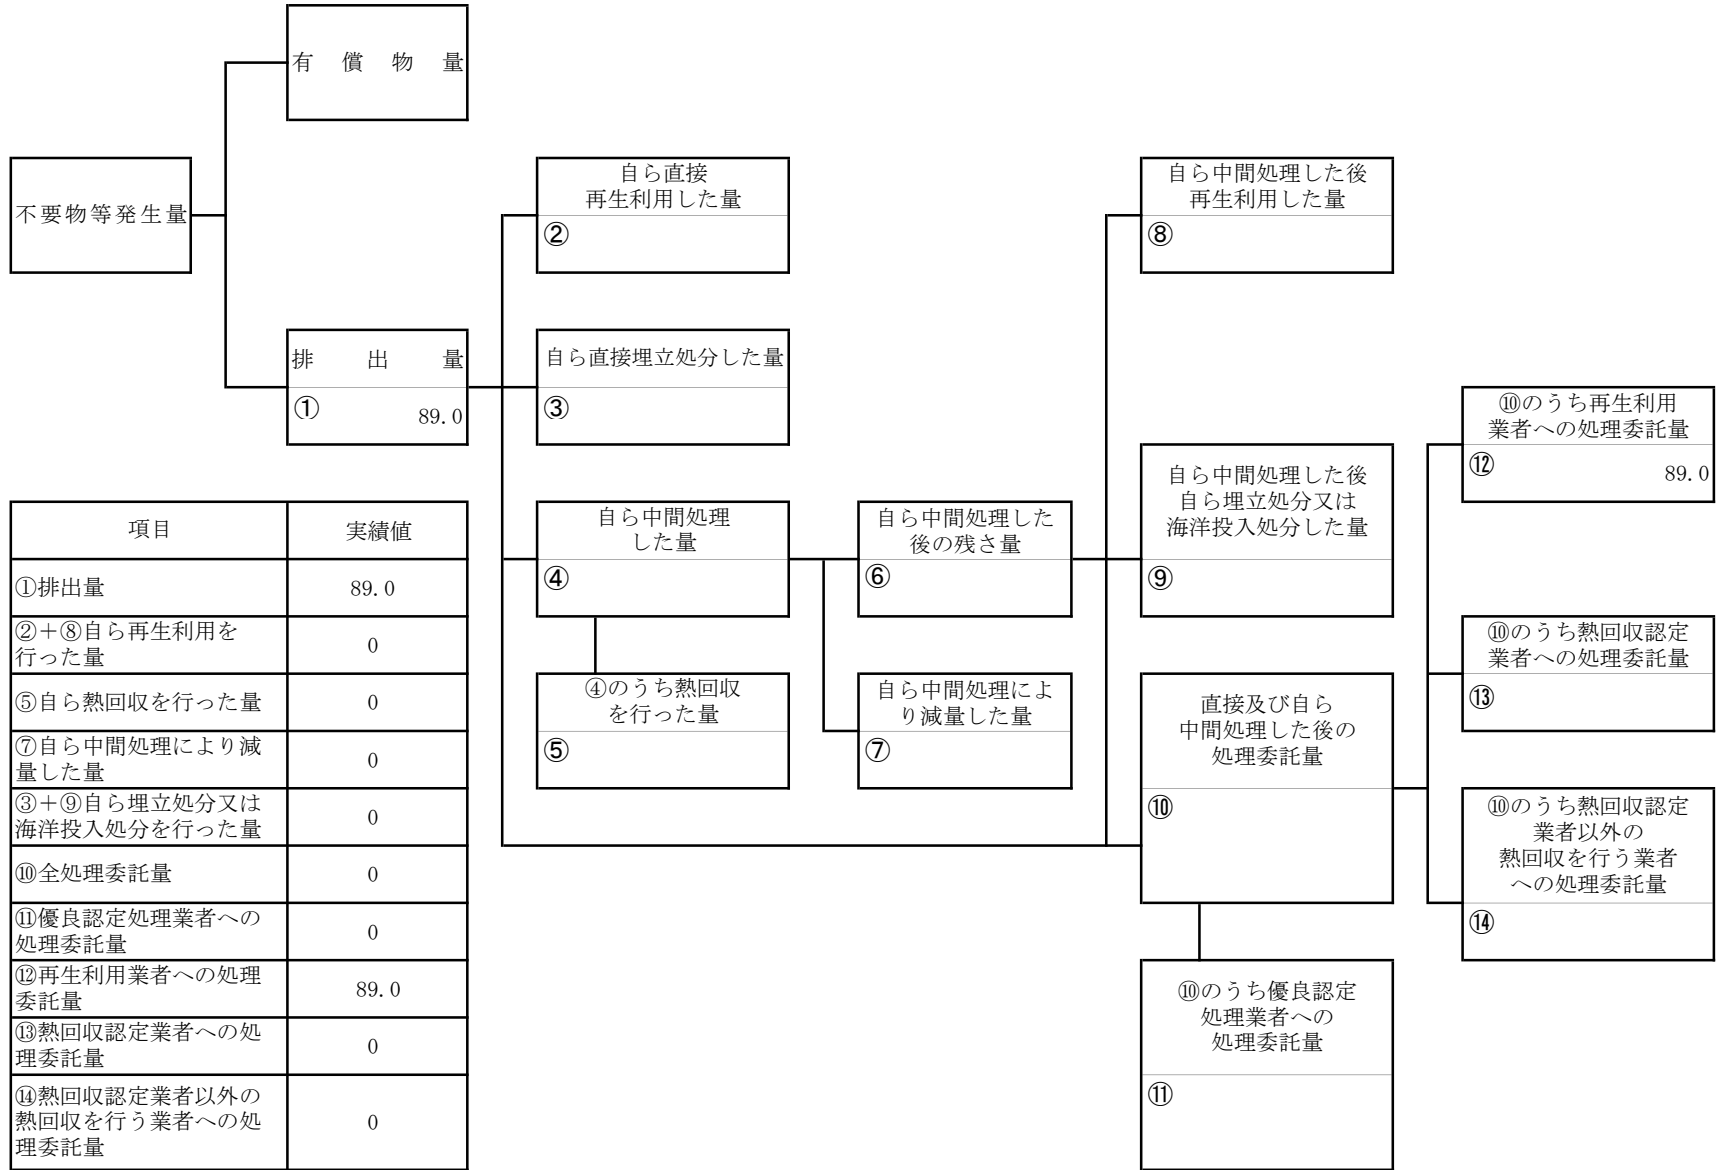 有償物量
不要物等発生量
自ら直接
再生利用した量
②
自ら中間処理した後
再生利用した量
⑧
排出量
①
89.0
自ら直接埋立処分した量
③
⑩のうち再生利用
業者への処理委託量
⑫
89.0
自ら中間処理した後
自ら埋立処分又は
海洋投入処分した量
⑨
自ら中間処理
した量
④
自ら中間処理した
後の残さ量
⑥
⑩のうち熱回収認定
業者への処理委託量
⑬
④のうち熱回収
を行った量
⑤
自ら中間処理によ
り減量した量
⑦
直接及び自ら
中間処理した後の
処理委託量
⑩
⑩のうち熱回収認定
業者以外の
熱回収を行う業者
への処理委託量
⑭
⑩のうち優良認定
処理業者への
処理委託量
⑪
項目 実績値
①排出量 89.0
②+⑧自ら再生利用を
行った量 0
⑤自ら熱回収を行った量 0
⑦自ら中間処理により減
量した量 0
③+⑨自ら埋立処分又は
海洋投入処分を行った量 0
⑩全処理委託量 0
⑪優良認定処理業者への
処理委託量 0
⑫再生利用業者への処理
委託量 89.0
⑬熱回収認定業者への処
理委託量 0
⑭熱回収認定業者以外の
熱回収を行う業者への処
理委託量 0